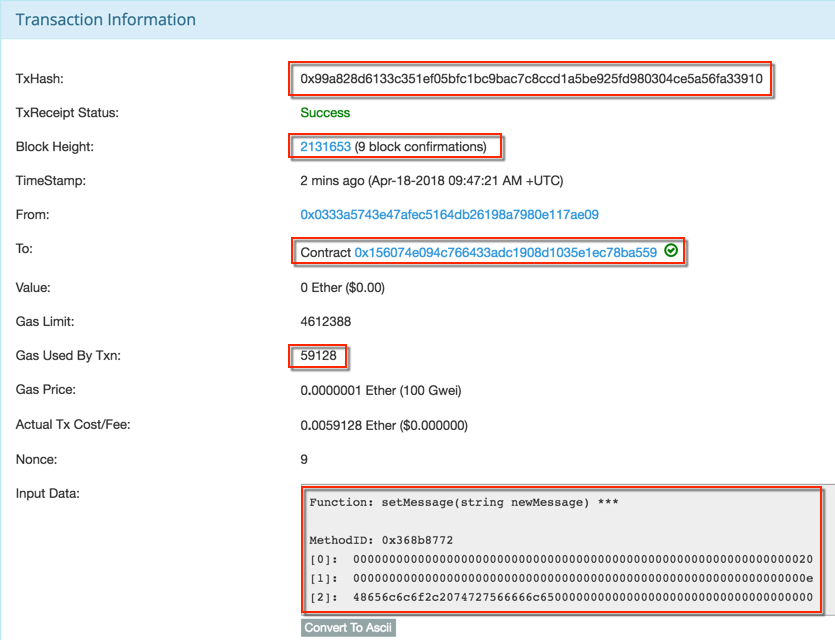 Transaction Information
TxHash: 0x99a828d6133c351ef05bfc1bc9bac7c8ccd1a5be925fd980304ce5a56fa33910
TxReceipt Status: Success
Block Height: 2131653 (9 block confirmations)
TimeStamp: 2 mins ago (Apr-18-2018 09:47:21 AM +UTC)
From: 0x0333a5743e47afec5164db26198a7980e117ae09
To: Contract 0x156074e094c766433adc1908d1035e1ec78ba559
Value: 0 Ether ($0.00)
Gas Limit: 4612388
Gas Used By Txn: 59128
Gas Price: 0.0000001 Ether (100 Gwei)
Actual Tx Cost/Fee: 0.0059128 Ether ($0.000000)
Nonce: 9
Input Data: Function: setMessage(string newMessage) ***
MethodID: 0x368b8772
[0]: 0000000000000000000000000000000000000000000000000000000000000020
[1]: 000000000000000000000000000000000000000000000000000000000000000e
[2]: 48656c6c6f2c2074727566666c65000000000000000000000000000000000000
Convert To Ascii